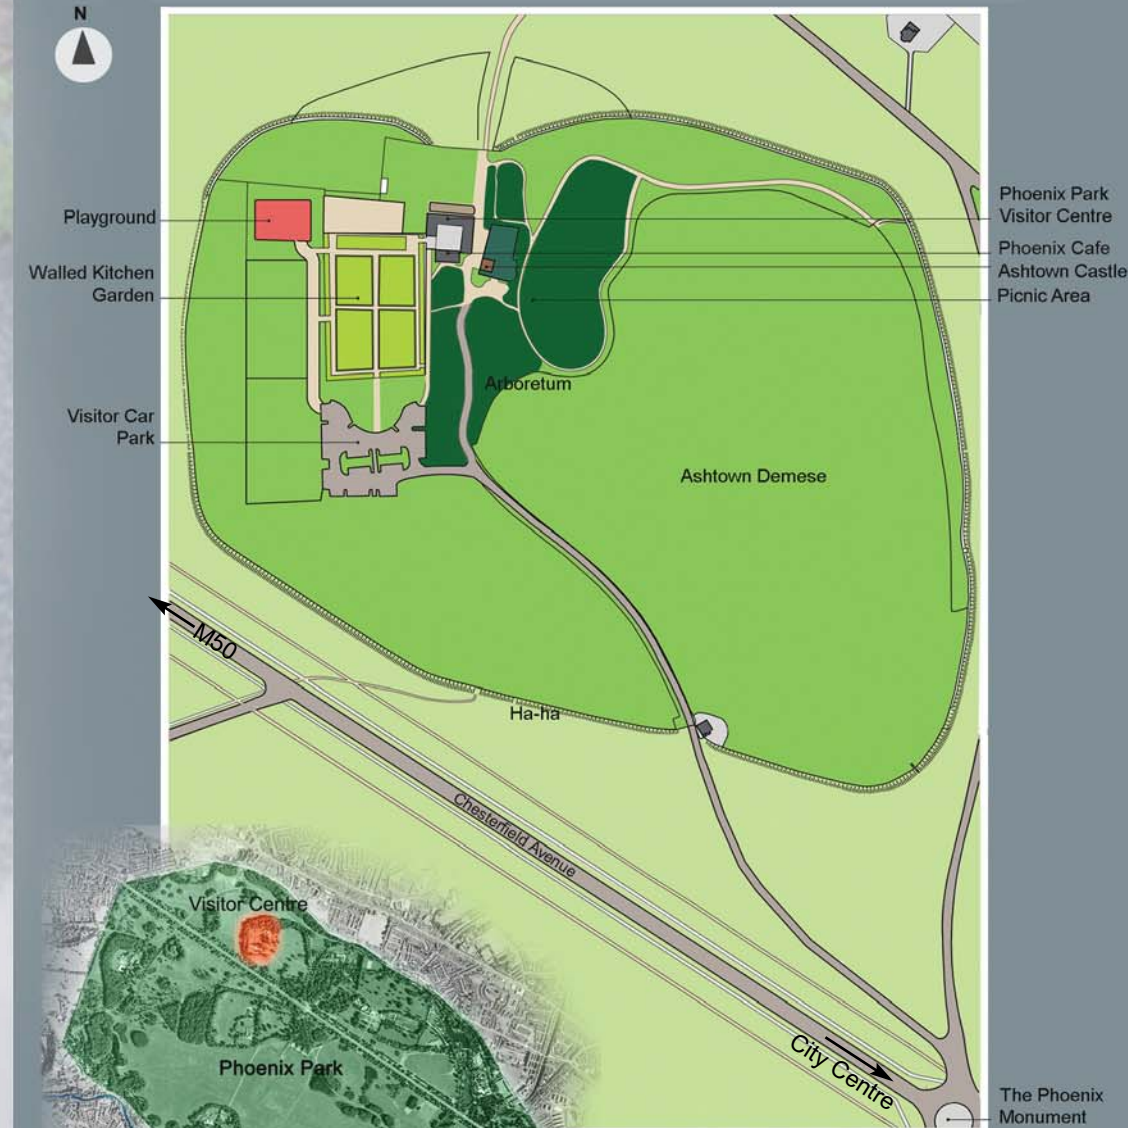 N
Playground
Walled Kitchen
Garden
Visitor Car
Park
Phoenix Park
Visitor Centre
Phoenix Cafe
Ashtown Castle
Picnic Area
Arboretum
Ashtown Demese
M50
Ha-ha
Chesterfield Avenue
City Centre
Visitor Centre
Phoenix Park
The Phoenix
Monument